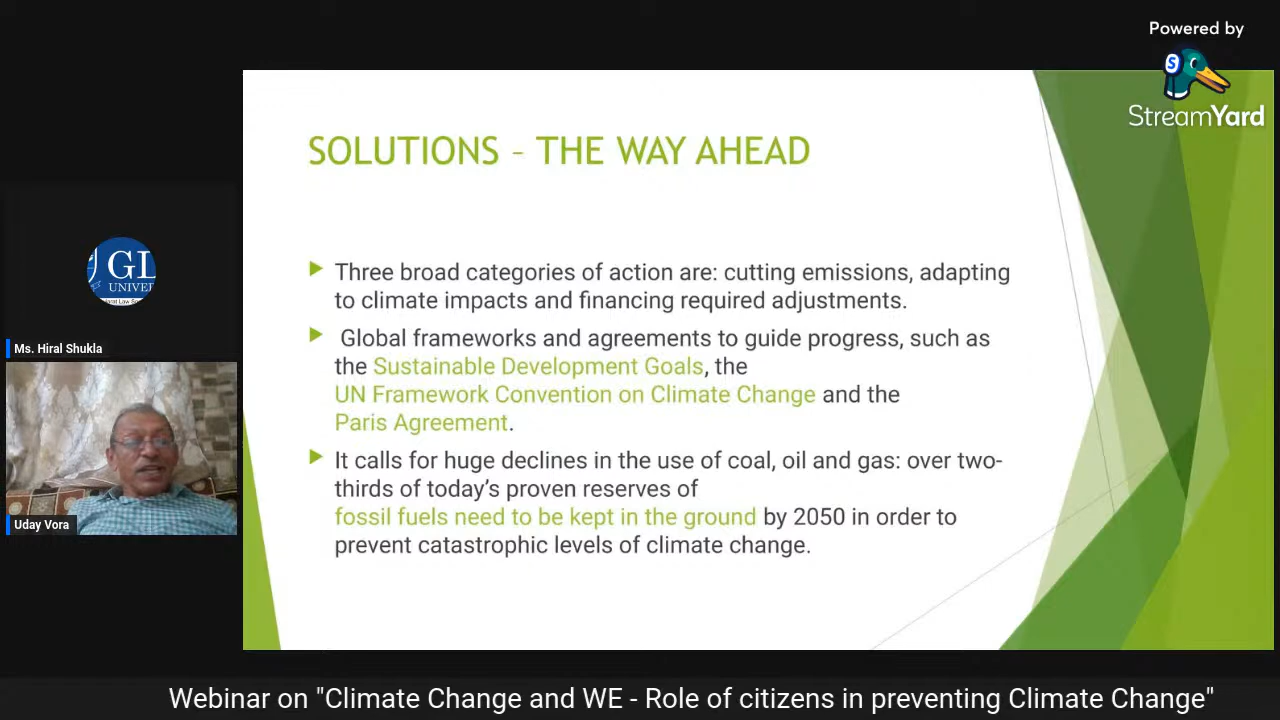 Powered by
S
StreamYard
SOLUTIONS – THE WAY AHEAD
Three broad categories of action are: cutting emissions, adapting
to climate impacts and financing required adjustments.
Global frameworks and agreements to guide progress, such as
the Sustainable Development Goals, the
UN Framework Convention on Climate Change and the
Paris Agreement.
It calls for huge declines in the use of coal, oil and gas: over two-
thirds of today's proven reserves of
fossil fuels need to be kept in the ground by 2050 in order to
prevent catastrophic levels of climate change.
GL
UNIVER
Ms. Hiral Shukla
Uday Vora
Webinar on "Climate Change and WE - Role of citizens in preventing Climate Change"